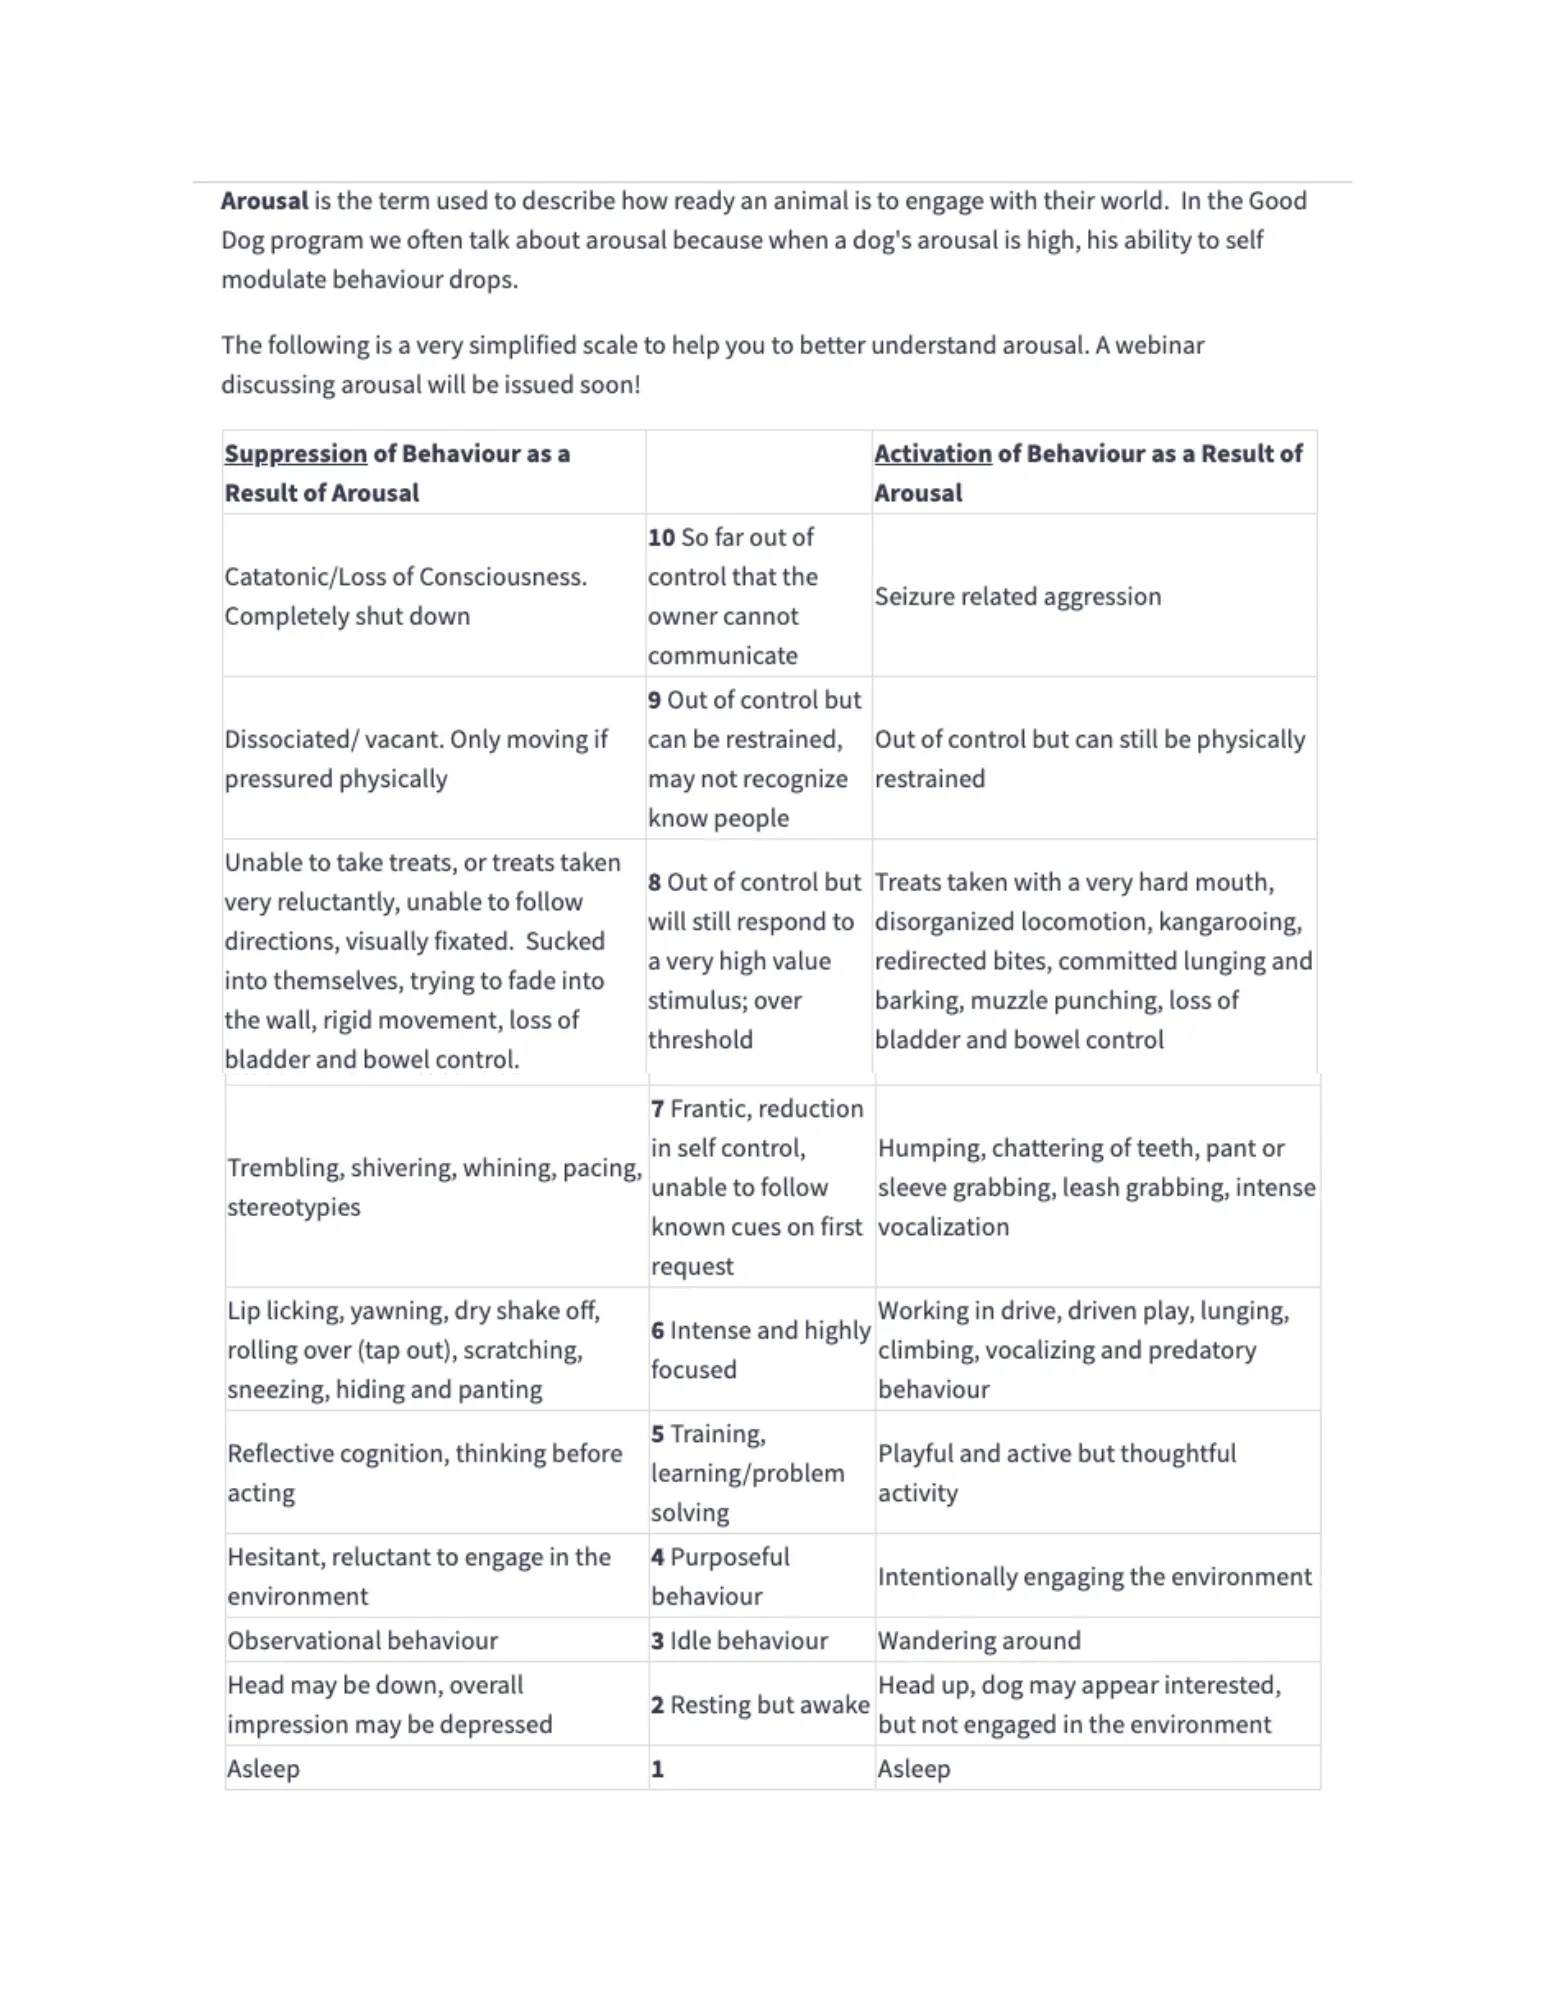 Arousal is the term used to describe how ready an animal is to engage with their world.  In the Good
Dog program we often talk about arousal because when a dog's arousal is high, his ability to self
modulate behaviour drops.
The following is a very simplified scale to help you to better understand arousal. A webinar
discussing arousal will be issued soon!
Suppression of Behaviour as a
Result of Arousal
Activation of Behaviour as a Result of
Arousal
Catatonic/Loss of Consciousness.
Completely shut down
10 So far out of
control that the
owner cannot
communicate
Seizure related aggression
Dissociated/ vacant. Only moving if
pressured physically
9 Out of control but
can be restrained,
may not recognize
know people
Out of control but can still be physically
restrained
Unable to take treats, or treats taken
very reluctantly, unable to follow
directions, visually fixated.  Sucked
into themselves, trying to fade into
the wall, rigid movement, loss of
bladder and bowel control.
8 Out of control but
will still respond to
a very high value
stimulus; over
threshold
Treats taken with a very hard mouth,
disorganized locomotion, kangarooing,
redirected bites, committed lunging and
barking, muzzle punching, loss of
bladder and bowel control
Trembling, shivering, whining, pacing,
stereotypies
7 Frantic, reduction
in self control,
unable to follow
known cues on first
request
Humping, chattering of teeth, pant or
sleeve grabbing, leash grabbing, intense
vocalization
Lip licking, yawning, dry shake off,
rolling over (tap out), scratching,
sneezing, hiding and panting
6 Intense and highly
focused
Working in drive, driven play, lunging,
climbing, vocalizing and predatory
behaviour
Reflective cognition, thinking before
acting
5 Training,
learning/problem
solving
Playful and active but thoughtful
activity
Hesitant, reluctant to engage in the
environment
4 Purposeful
behaviour
Intentionally engaging the environment
Observational behaviour
3 Idle behaviour
Wandering around
Head may be down, overall
impression may be depressed
2 Resting but awake
Head up, dog may appear interested,
but not engaged in the environment
Asleep
1
Asleep